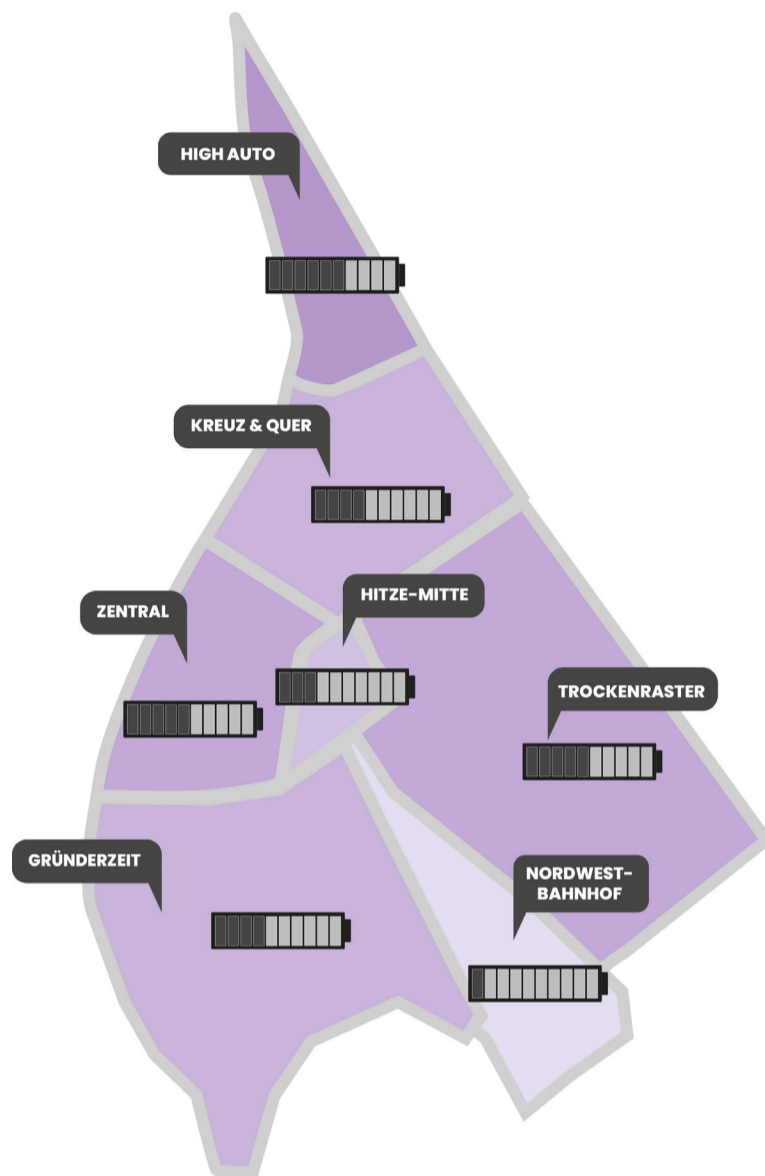 HIGH AUTO
KREUZ & QUER
HITZE-MITTE
ZENTRAL
TROCKENRASTER
GRÜNDERZEIT
NORDWEST-
BAHNHOF